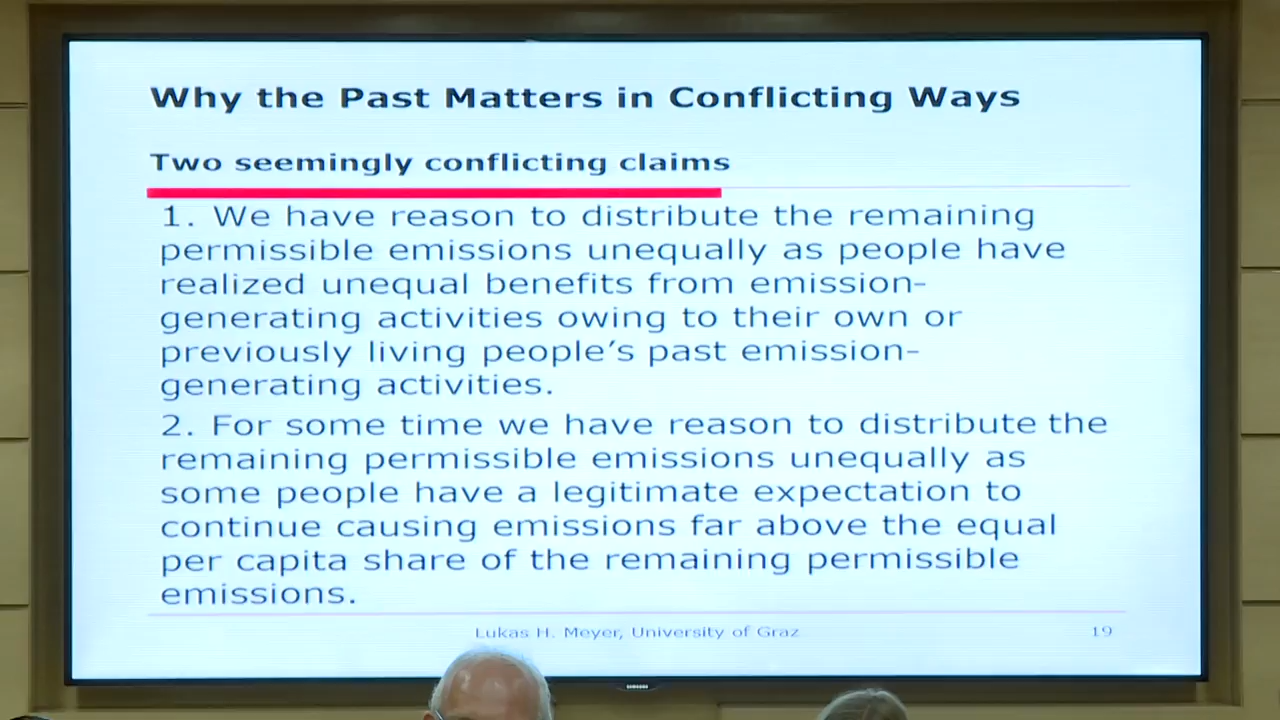 Why the Past Matters in Conflicting Ways
Two seemingly conflicting claims
1. We have reason to distribute the remaining
permissible emissions unequally as people have
realized unequal benefits from emission-
generating activities owing to their own or
previously living people's past emission-
generating activities.
2. For some time we have reason to distribute the
remaining permissible emissions unequally as
some people have a legitimate expectation to
continue causing emissions far above the equal
per capita share of the remaining permissible
emissions.
Lukas H. Meyer, University of Graz 19
SAMSUNG